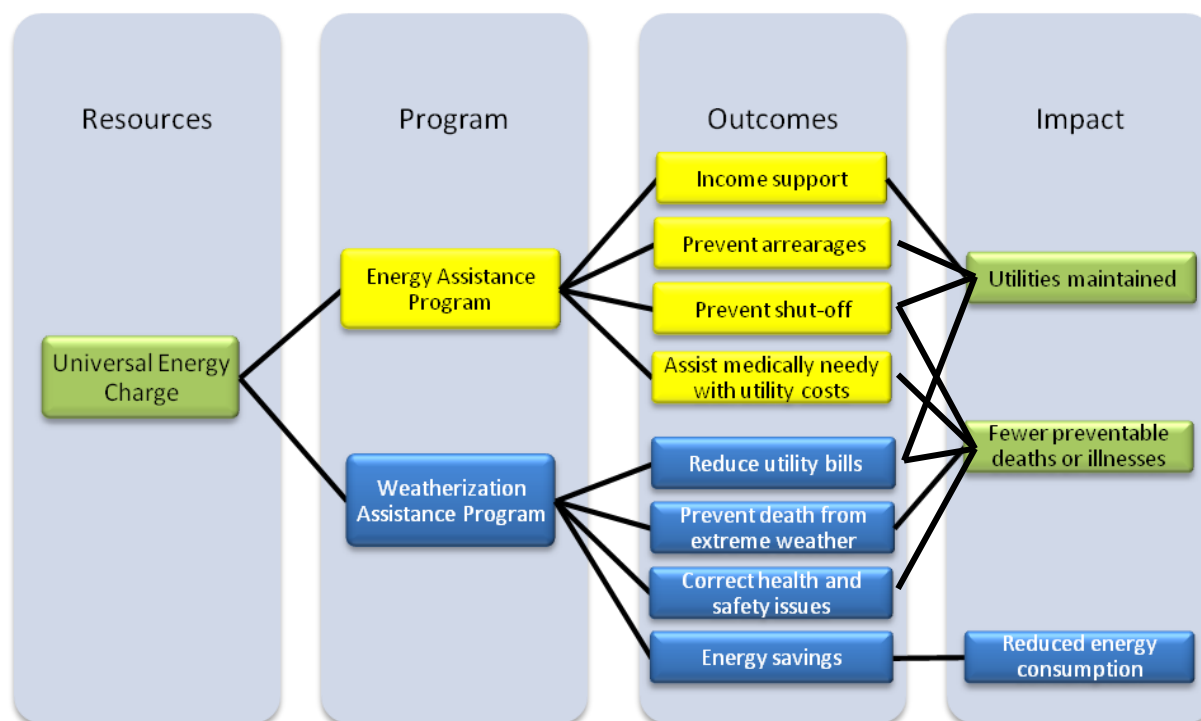 Resources
Program
Outcomes
Impact
Universal Energy
Charge
Energy Assistance
Program
Weatherization
Assistance Program
Income support
Prevent arrearages
Prevent shut-off
Assist medically needy
with utility costs
Reduce utility bills
Prevent death from
extreme weather
Correct health and
safety issues
Energy savings
Utilities maintained
Fewer preventable
deaths or illnesses
Reduced energy
consumption